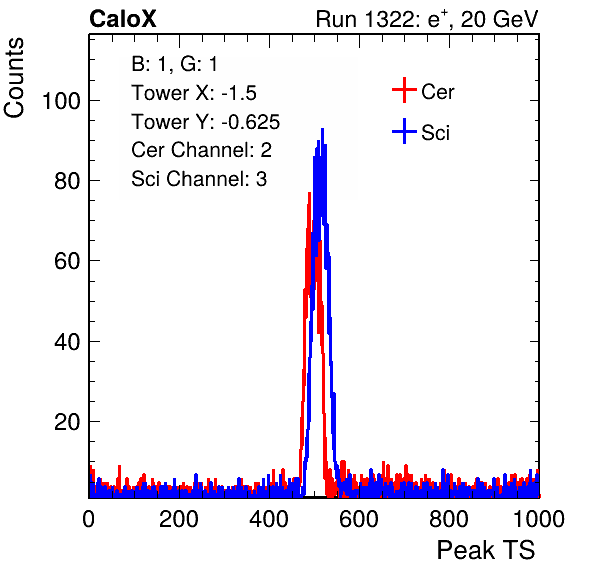 CaloX Run 1322: e⁺, 20 GeV
Counts
B: 1, G: 1
Tower X: -1.5
Tower Y: -0.625
Cer Channel: 2
Sci Channel: 3
Cer
Sci
100
80
60
40
20
0 200 400 600 800 1000
Peak TS